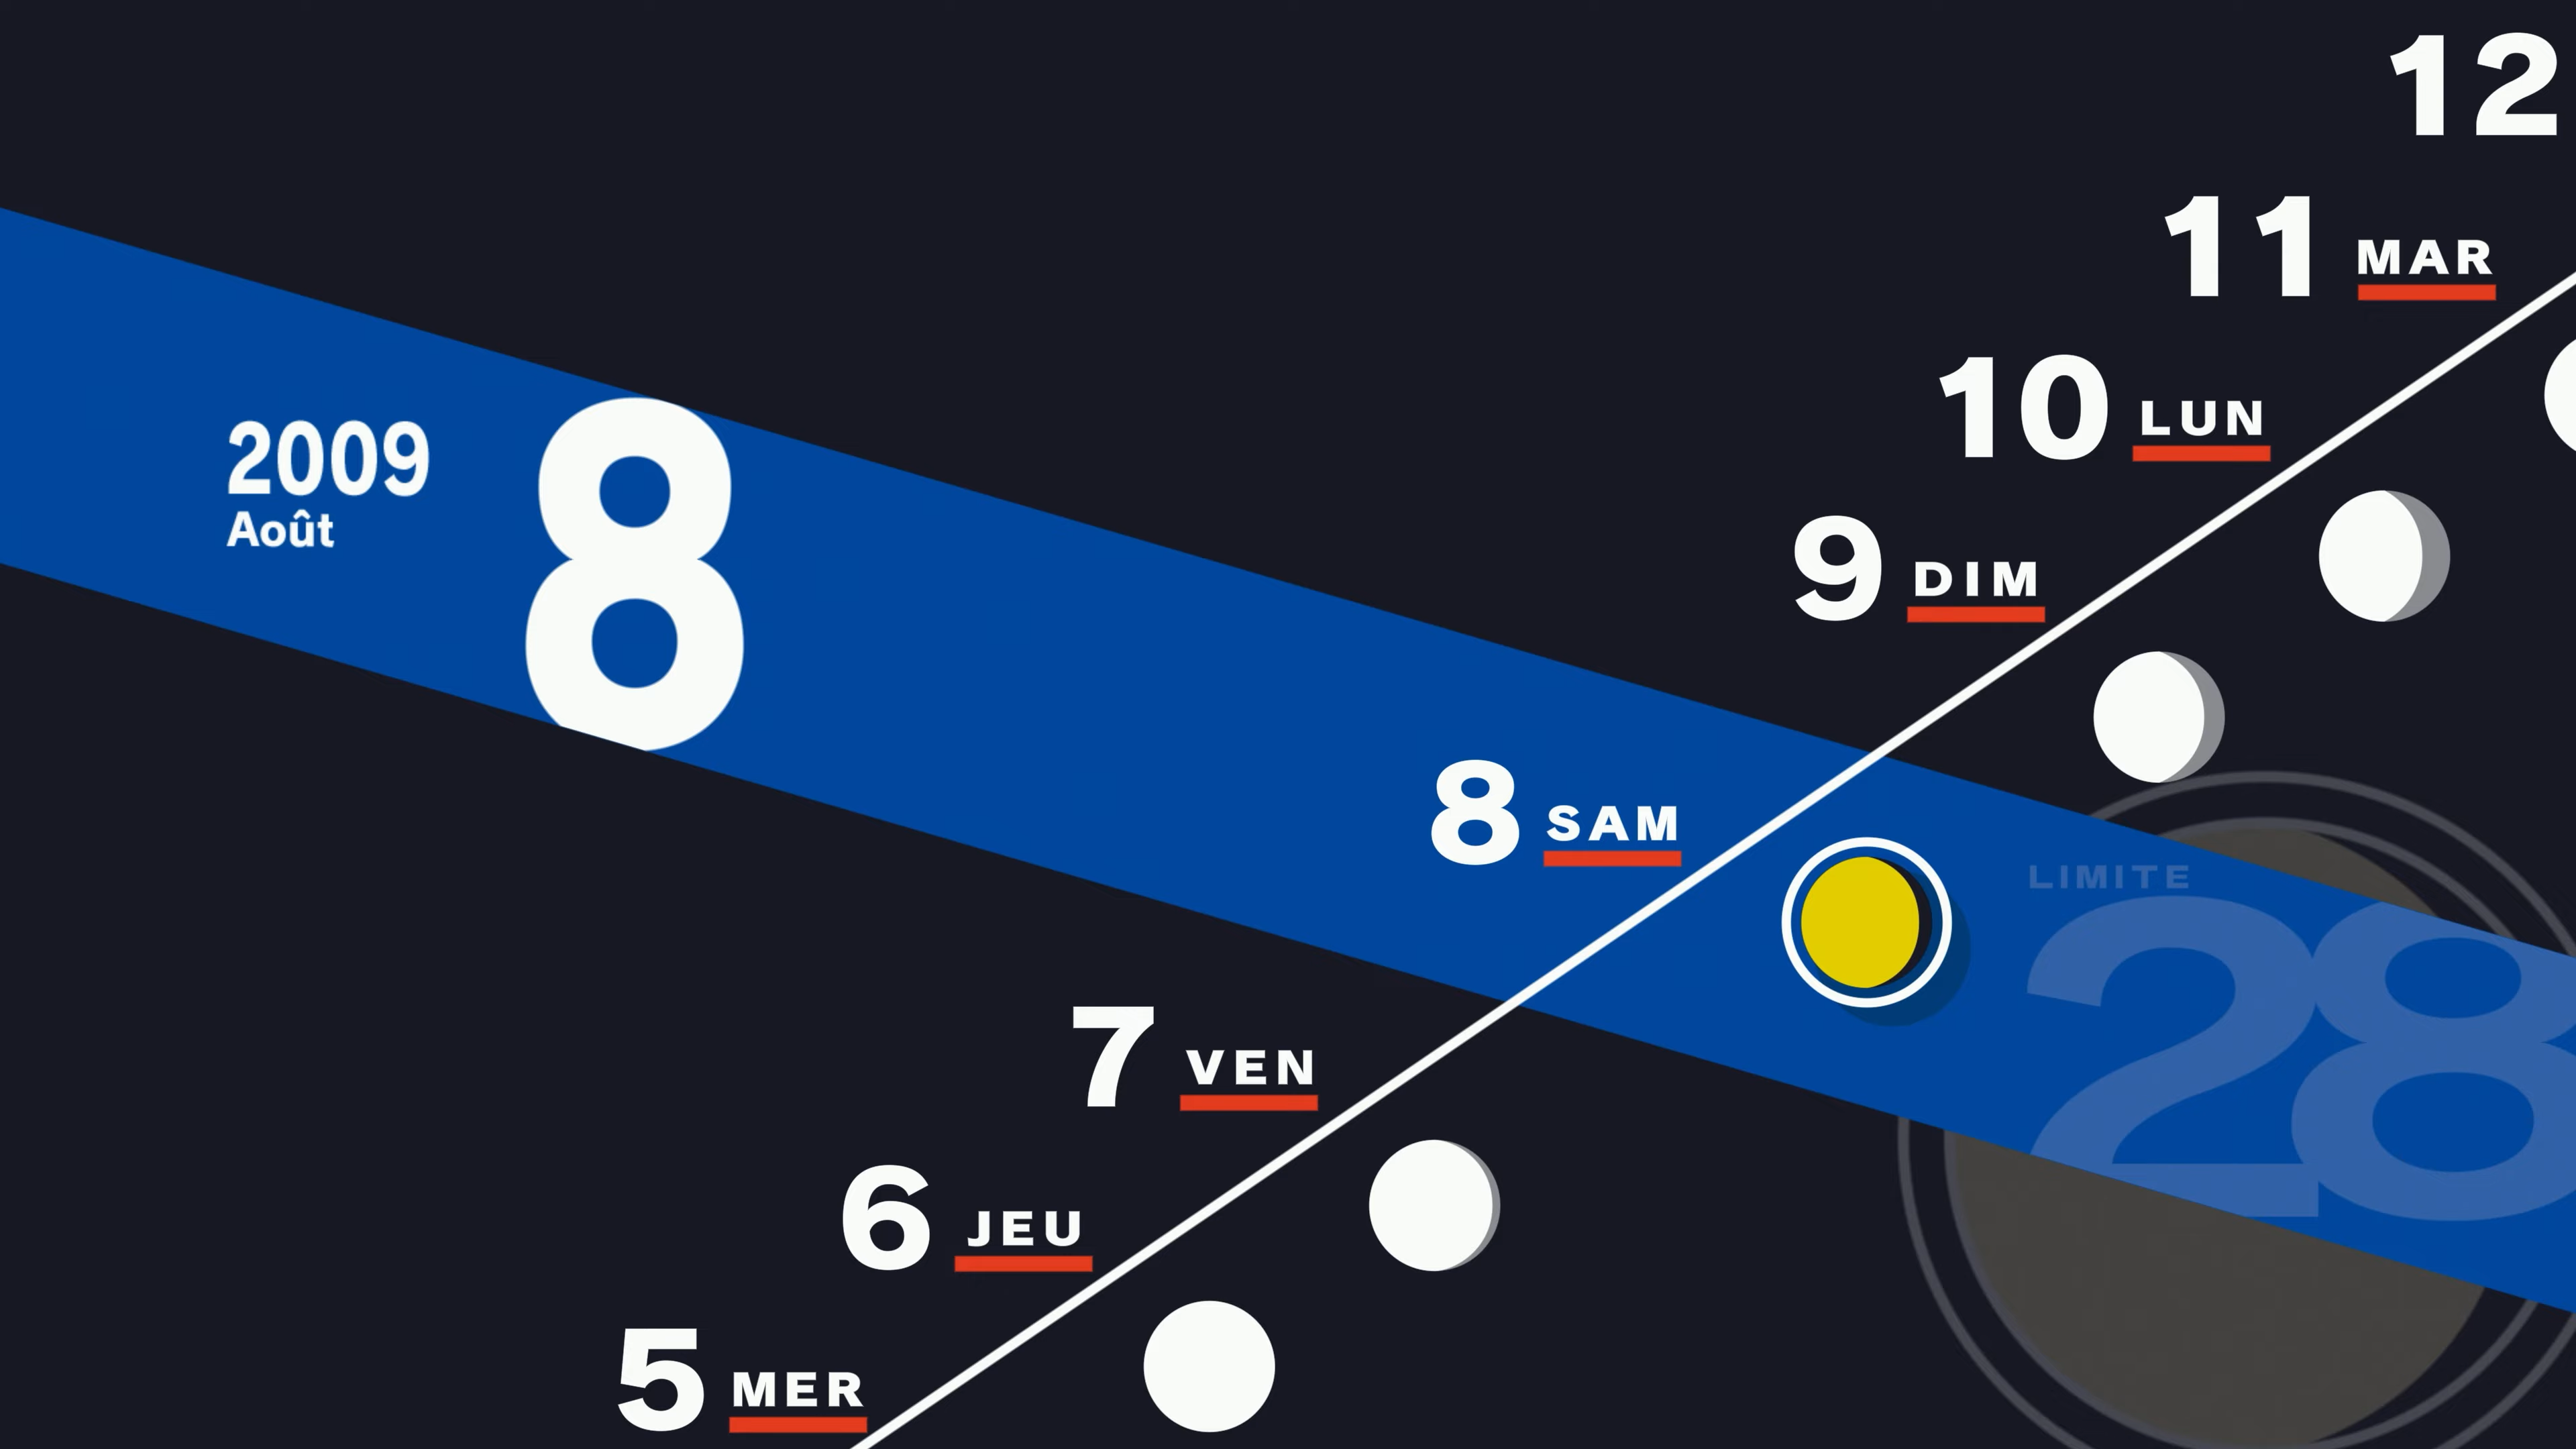 12
11 MAR
10 LUN
9 DIM
2009
Août
8
8 SAM
LIMITE
28
7 VEN
6 JEU
5 MER